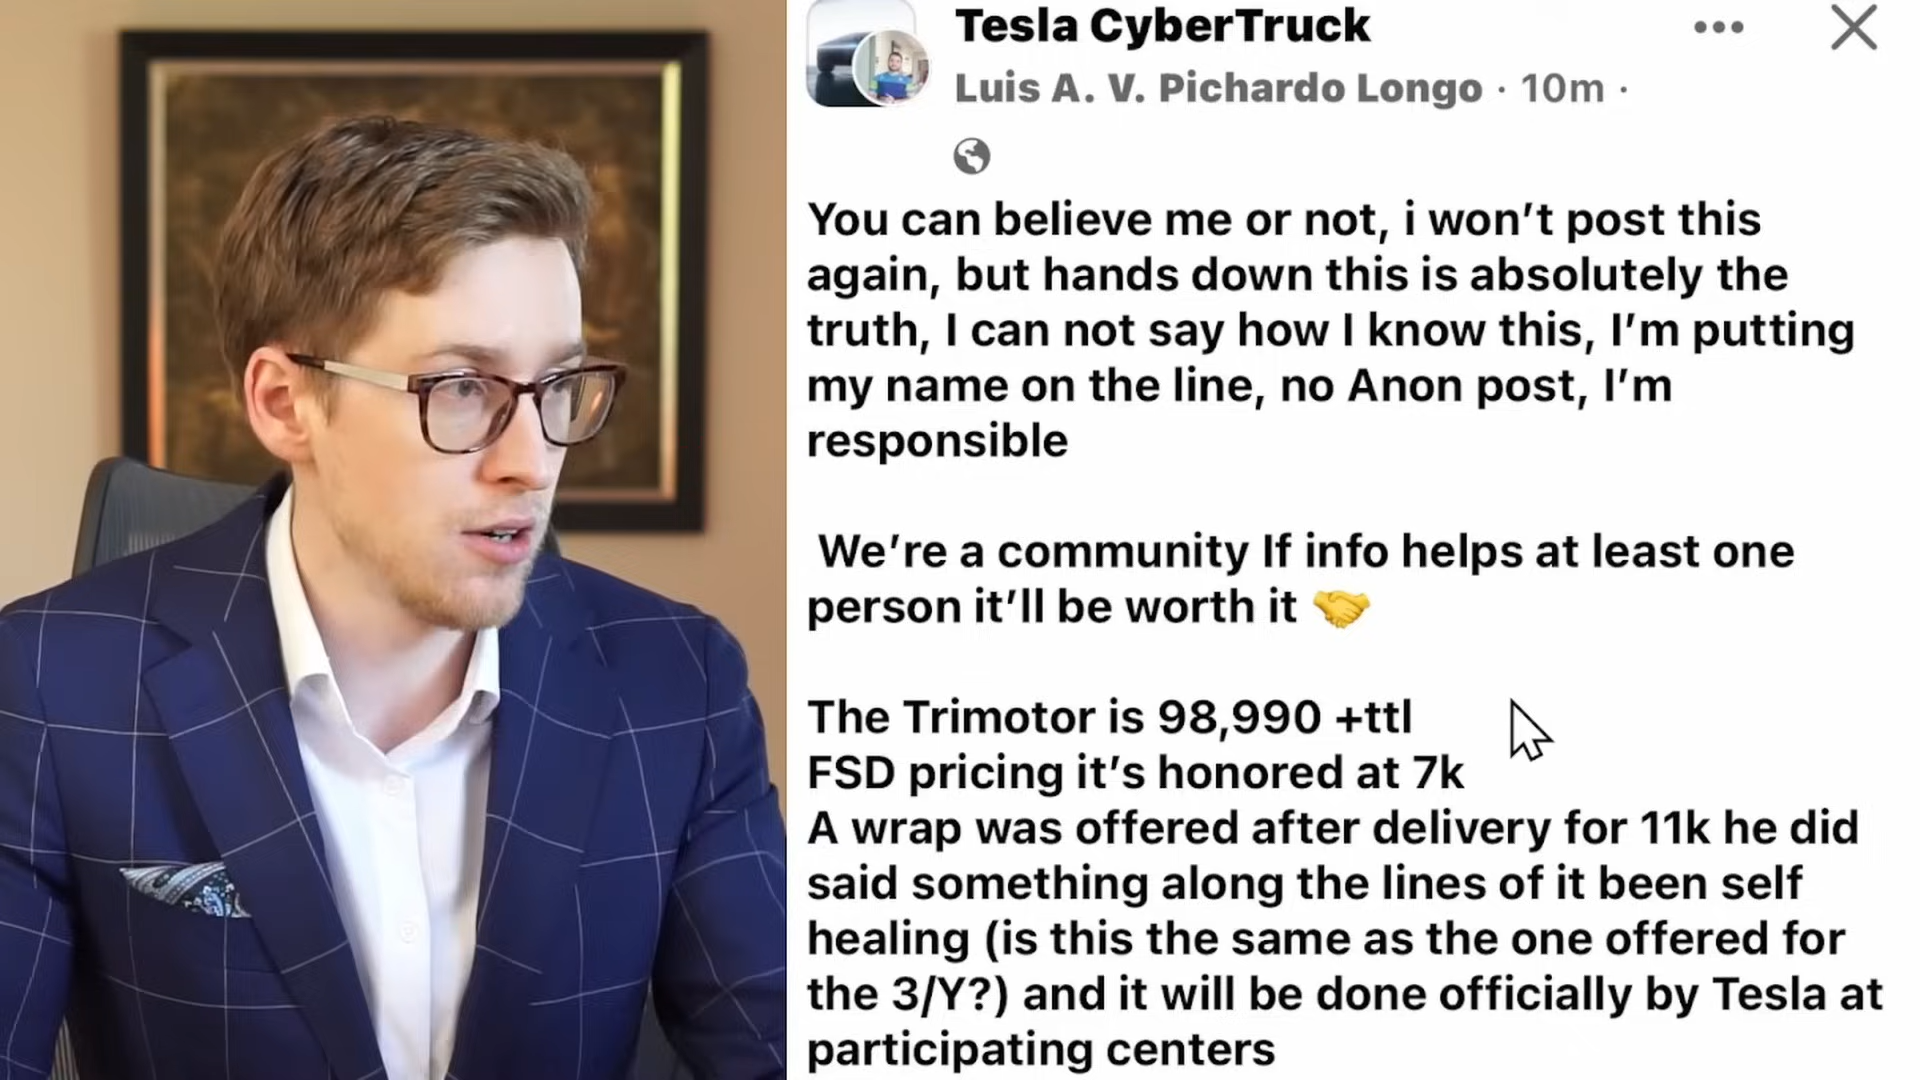 Tesla CyberTruck
Luis A. V. Pichardo Longo · 10m ·
You can believe me or not, i won’t post this
again, but hands down this is absolutely the
truth, I can not say how I know this, I’m putting
my name on the line, no Anon post, I’m
responsible
We’re a community If info helps at least one
person it’ll be worth it 🤝
The Trimotor is 98,990 +ttl
FSD pricing it’s honored at 7k
A wrap was offered after delivery for 11k he did
said something along the lines of it been self
healing (is this the same as the one offered for
the 3/Y?) and it will be done officially by Tesla at
participating centers